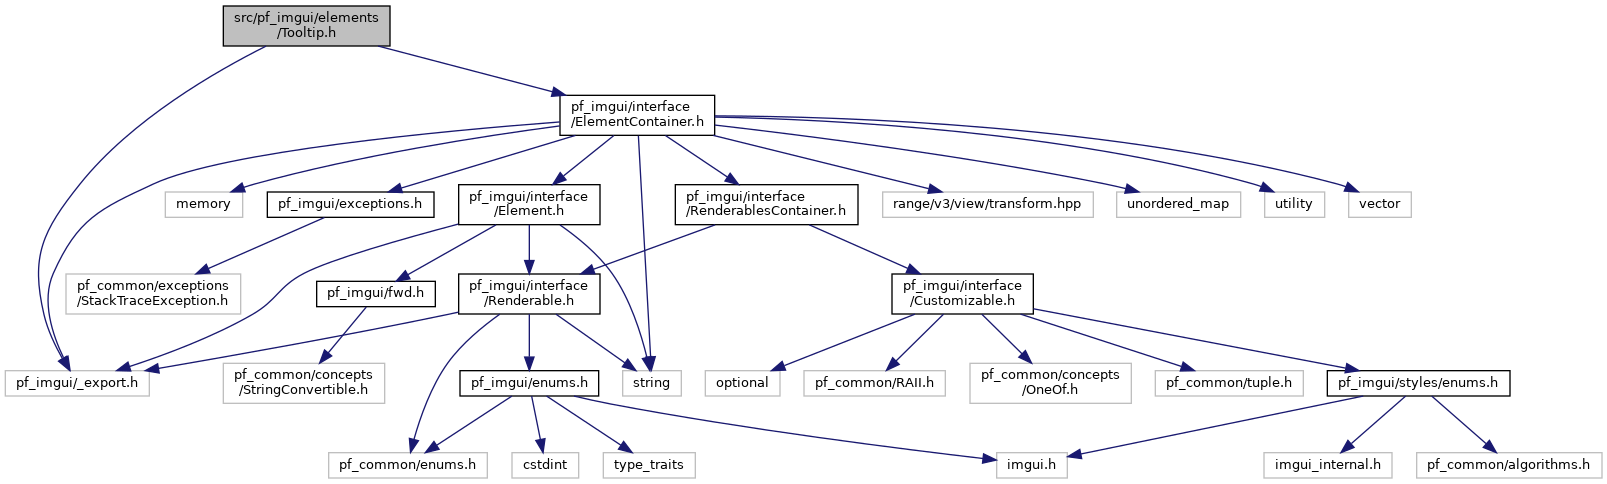 src/pf_imgui/elements
/Tooltip.h
pf_imgui/interface
/ElementContainer.h
memory
pf_imgui/exceptions.h
pf_imgui/interface
/Element.h
pf_imgui/interface
/RenderablesContainer.h
range/v3/view/transform.hpp
unordered_map
utility
vector
pf_common/exceptions
/StackTraceException.h
pf_imgui/fwd.h
pf_imgui/interface
/Renderable.h
pf_imgui/interface
/Customizable.h
pf_imgui/_export.h
pf_common/concepts
/StringConvertible.h
pf_imgui/enums.h
string
optional
pf_common/RAII.h
pf_common/concepts
/OneOf.h
pf_common/tuple.h
pf_imgui/styles/enums.h
pf_common/enums.h
cstdint
type_traits
imgui.h
imgui_internal.h
pf_common/algorithms.h